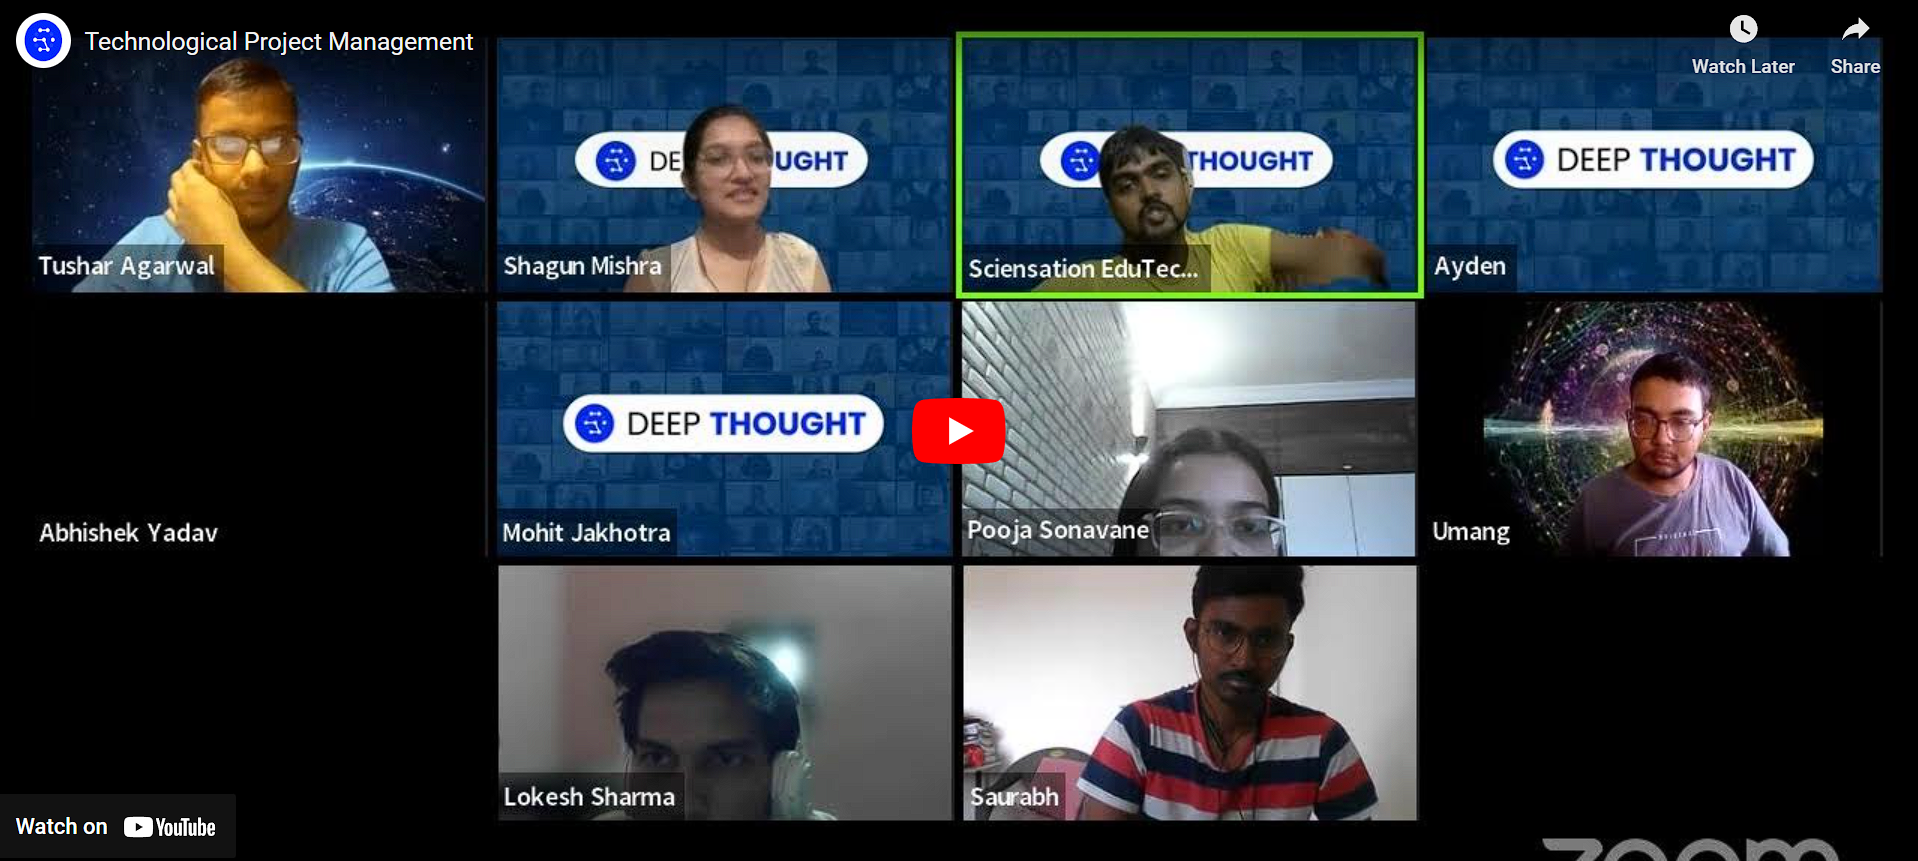 Technological Project Management
Watch Later
Share
DE UGHT
THOUGHT
DEEP THOUGHT
Tushar Agarwal
Shagun Mishra
Sciensation EduTec...
Ayden
DEEP THOUGHT
Abhishek Yadav
Mohit Jakhotra
Pooja Sonavane
Umang
Lokesh Sharma
Saurabh
Watch on YouTube
zoom